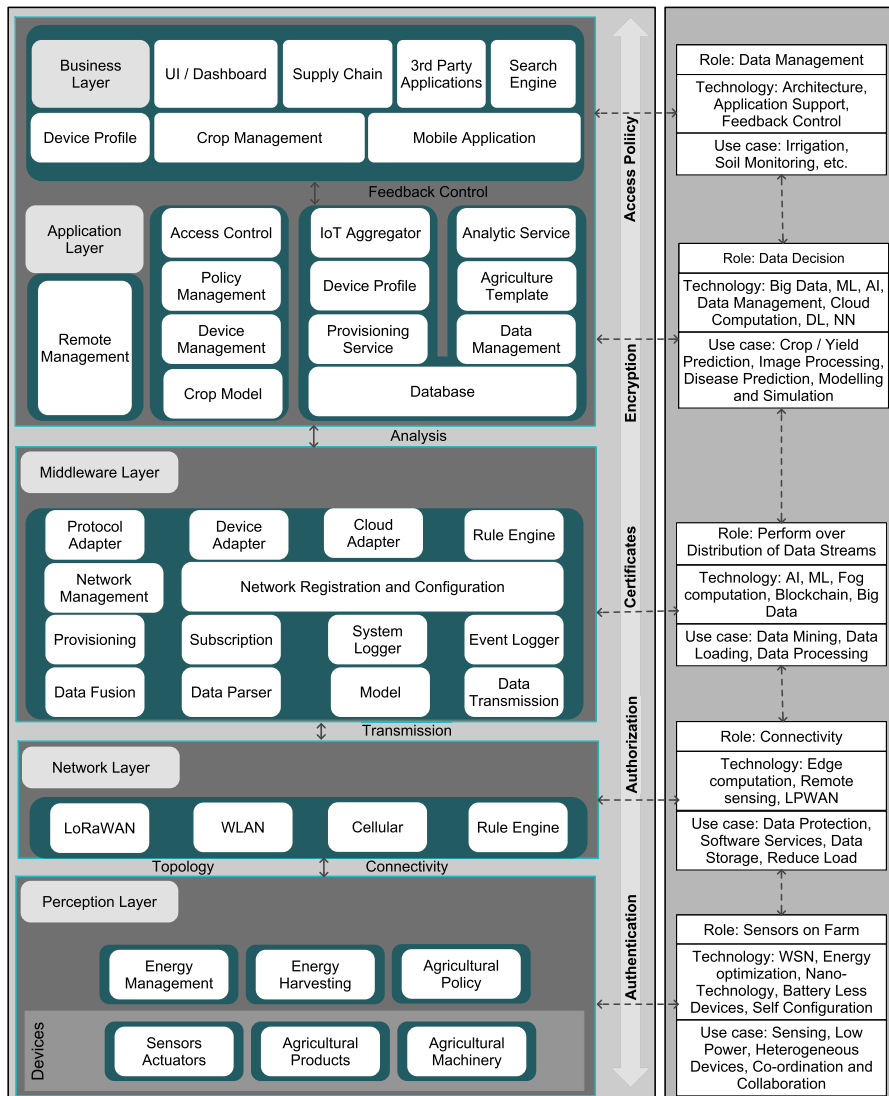 Business
Layer
UI / Dashboard
Supply Chain
3rd Party
Applications
Search
Engine
Device Profile
Crop Management
Mobile Application
Feedback Control
Application
Layer
Remote
Management
Access Control
Policy
Management
Device
Management
Crop Model
IoT Aggregator
Device Profile
Provisioning
Service
Analytic Service
Agriculture
Template
Data
Management
Database
Analysis
Middleware Layer
Protocol
Adapter
Device
Adapter
Cloud
Adapter
Rule Engine
Network
Management
Network Registration and Configuration
Provisioning
Subscription
System
Logger
Event Logger
Data Fusion
Data Parser
Model
Data
Transmission
Transmission
Network Layer
LoRaWAN
WLAN
Cellular
Rule Engine
Topology
Connectivity
Perception Layer
Energy
Management
Energy
Harvesting
Agricultural
Policy
Devices
Sensors
Actuators
Agricultural
Products
Agricultural
Machinery
Access Poliicy
Encryption
Certificates
Authorization
Authentication
Role: Data Management
Technology: Architecture,
Application Support,
Feedback Control
Use case: Irrigation,
Soil Monitoring, etc.
Role: Data Decision
Technology: Big Data, ML, AI,
Data Management, Cloud
Computation, DL, NN
Use case: Crop / Yield
Prediction, Image Processing,
Disease Prediction, Modelling
and Simulation
Role: Perform over
Distribution of Data Streams
Technology: AI, ML, Fog
computation, Blockchain, Big
Data
Use case: Data Mining, Data
Loading, Data Processing
Role: Connectivity
Technology: Edge
computation, Remote
sensing, LPWAN
Use case: Data Protection,
Software Services, Data
Storage, Reduce Load
Role: Sensors on Farm
Technology: WSN, Energy
optimization, Nano-
Technology, Battery Less
Devices, Self Configuration
Use case: Sensing, Low
Power, Heterogeneous
Devices, Co-ordination and
Collaboration